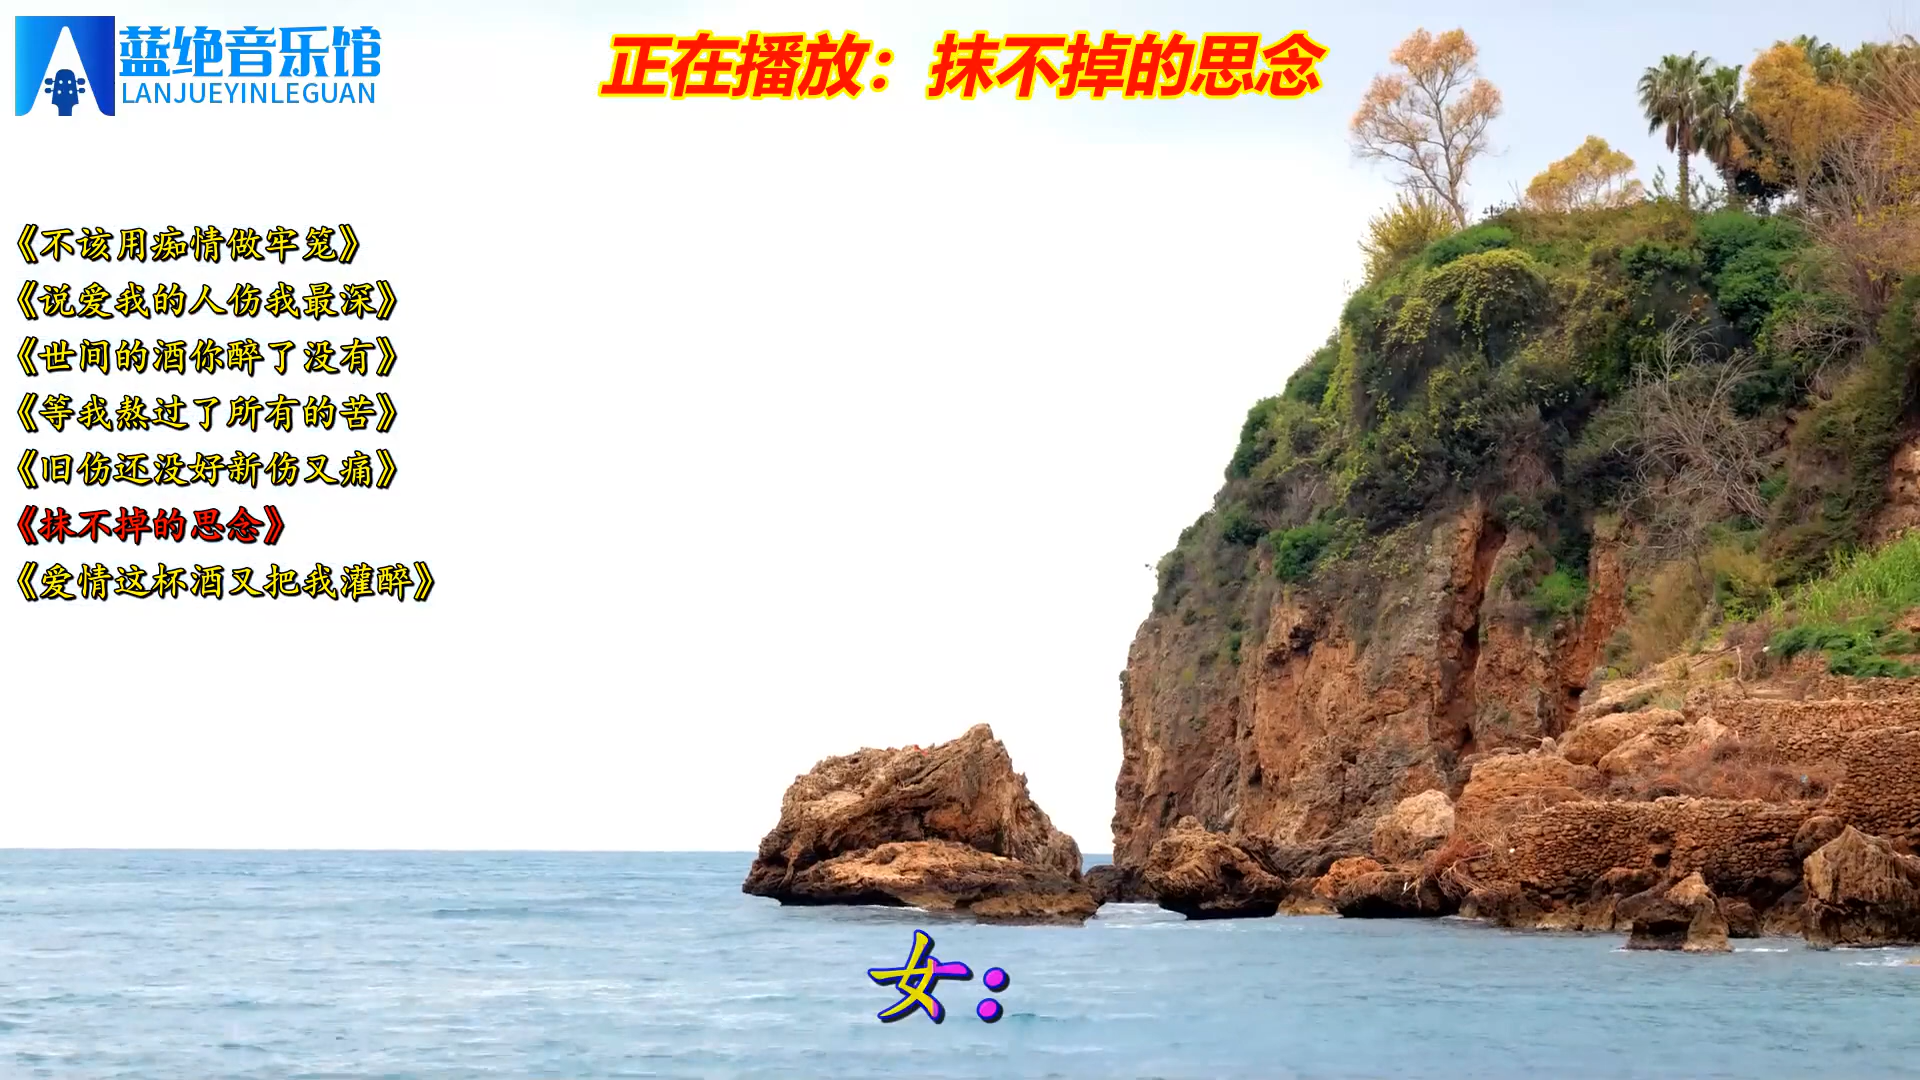 蓝绝音乐馆
LANJUEYINLEGUAN
正在播放：抹不掉的思念
《不该用痴情做牢笼》
《说爱我的人伤我最深》
《世间的酒你醉了没有》
《等我熬过了所有的苦》
《旧伤还没好新伤又痛》
《抹不掉的思念》
《爱情这杯酒又把我灌醉》
女：